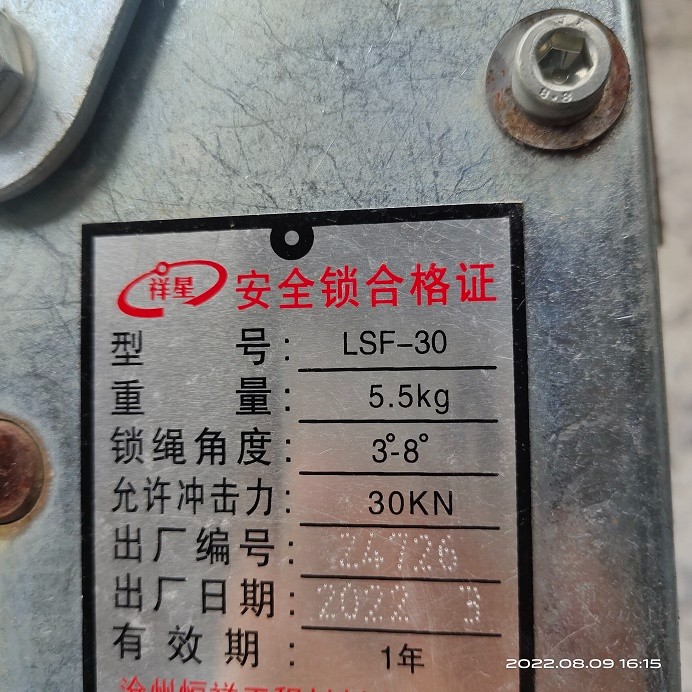 8.8
祥星 安全锁合格证
型号: LSF-30
重量: 5.5kg
锁绳角度: 3°-8°
允许冲击力: 30KN
出厂编号: 24726
出厂日期: 2022 3
有效期: 1年
2022.08.09 16:15